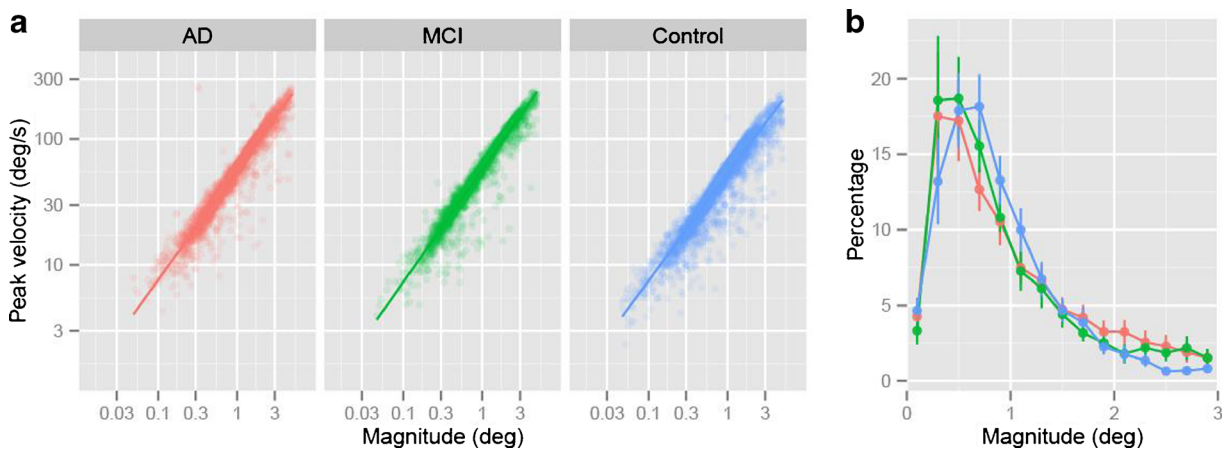 a
AD MCI Control
Peak velocity (deg/s)
300
100
30
10
3
0.03 0.1 0.3 1 3 0.03 0.1 0.3 1 3 0.03 0.1 0.3 1 3
Magnitude (deg)
b
Percentage
20
15
10
5
0
0 1 2 3
Magnitude (deg)